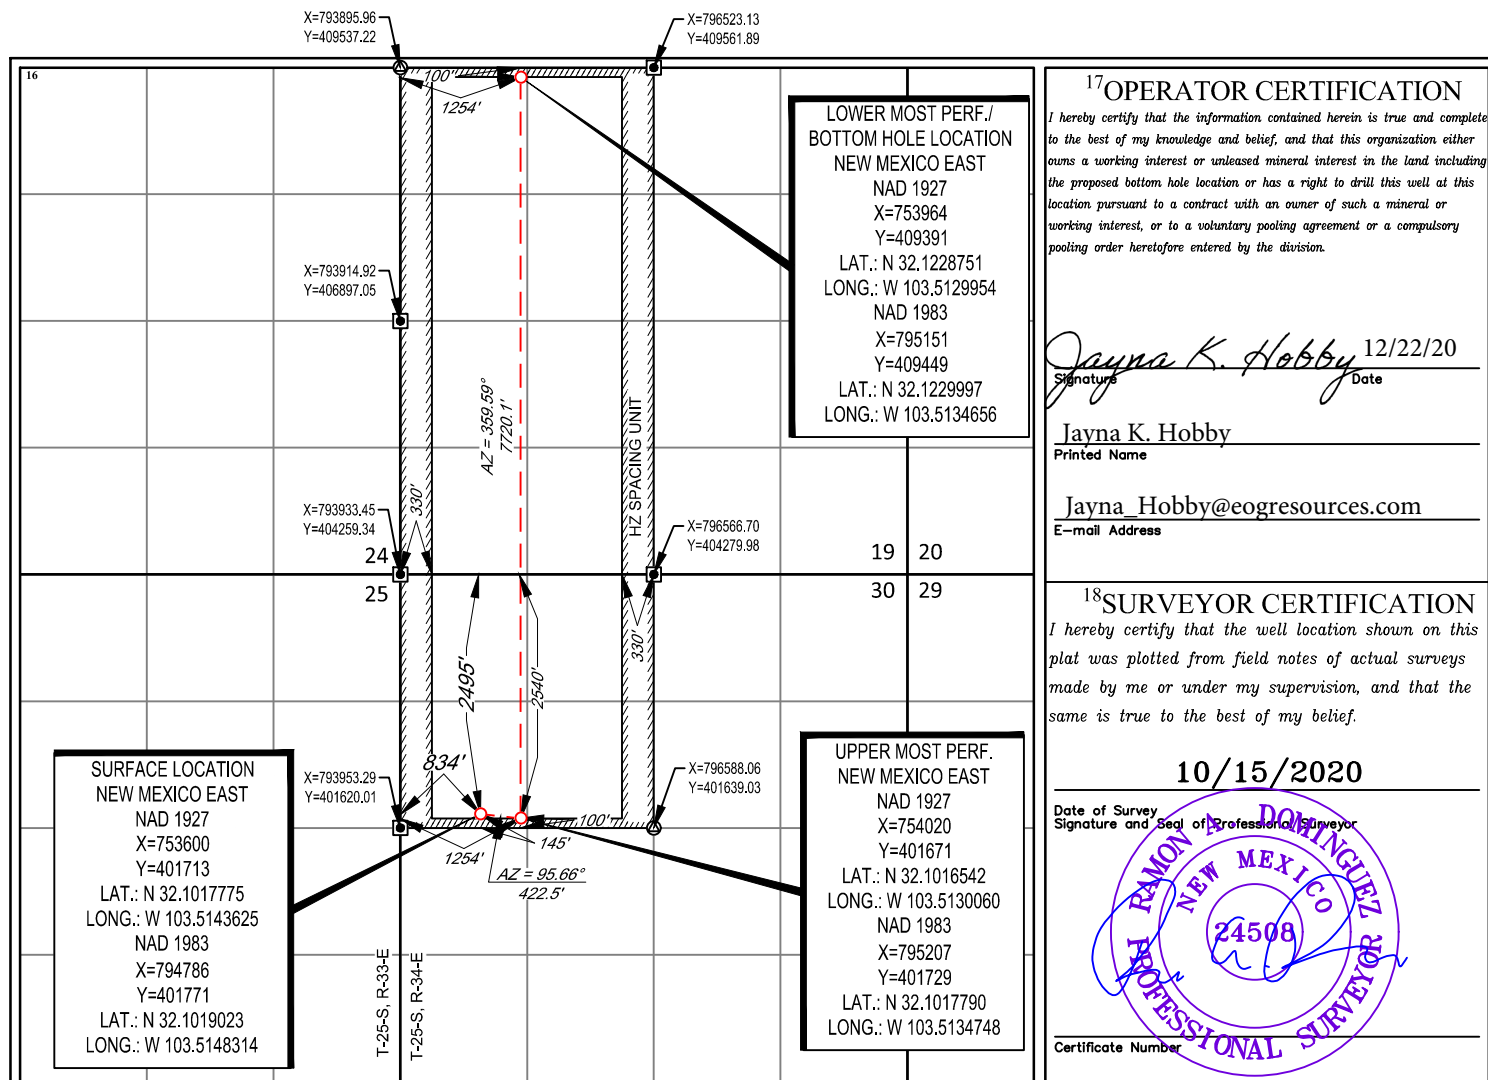 X=793895.96
Y=409537.22
X=796523.13
Y=409561.89
16
100'
1254'
LOWER MOST PERF./
BOTTOM HOLE LOCATION
NEW MEXICO EAST
NAD 1927
X=753964
Y=409391
LAT.: N 32.1228751
LONG.: W 103.5129954
NAD 1983
X=795151
Y=409449
LAT.: N 32.1229997
LONG.: W 103.5134656
X=793914.92
Y=406897.05
AZ = 359.59°
7720.1'
HZ SPACING UNIT
330'
X=793933.45
Y=404259.34
X=796566.70
Y=404279.98
24
19 20
25
30 29
2495'
2540'
330'
834'
X=793953.29
Y=401620.01
X=796588.06
Y=401639.03
100'
145'
1254'
AZ = 95.66°
422.5'
SURFACE LOCATION
NEW MEXICO EAST
NAD 1927
X=753600
Y=401713
LAT.: N 32.1017775
LONG.: W 103.5143625
NAD 1983
X=794786
Y=401771
LAT.: N 32.1019023
LONG.: W 103.5148314
T-25-S, R-33-E
T-25-S, R-34-E
UPPER MOST PERF.
NEW MEXICO EAST
NAD 1927
X=754020
Y=401671
LAT.: N 32.1016542
LONG.: W 103.5130060
NAD 1983
X=795207
Y=401729
LAT.: N 32.1017790
LONG.: W 103.5134748
17OPERATOR CERTIFICATION
I hereby certify that the information contained herein is true and complete
to the best of my knowledge and belief, and that this organization either
owns a working interest or unleased mineral interest in the land including
the proposed bottom hole location or has a right to drill this well at this
location pursuant to a contract with an owner of such a mineral or
working interest, or to a voluntary pooling agreement or a compulsory
pooling order heretofore entered by the division.
Jayna K. Hobby 12/22/20
Signature Date
Jayna K. Hobby
Printed Name
Jayna_Hobby@eogresources.com
E-mail Address
18SURVEYOR CERTIFICATION
I hereby certify that the well location shown on this
plat was plotted from field notes of actual surveys
made by me or under my supervision, and that the
same is true to the best of my belief.
10/15/2020
Date of Survey
Signature and Seal of Professional Surveyor
RAMON A. DOMINGUEZ
NEW MEXICO
24508
PROFESSIONAL SURVEYOR
Certificate Number